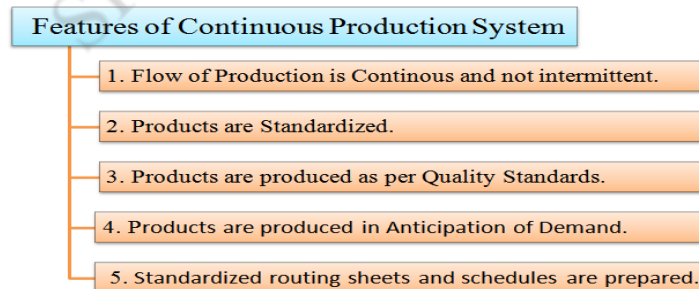 Features of Continuous Production System
1. Flow of Production is Continous and not intermittent.
2. Products are Standardized.
3. Products are produced as per Quality Standards.
4. Products are produced in Anticipation of Demand.
5. Standardized routing sheets and schedules are prepared.